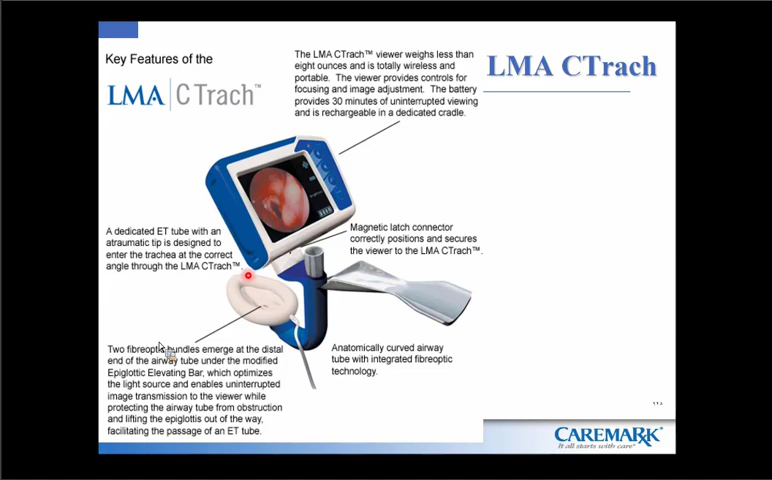 Key Features of the
LMA CTrach™
The LMA CTrach™ viewer weighs less than
eight ounces and is totally wireless and
portable. The viewer provides controls for
focusing and image adjustment. The battery
provides 30 minutes of uninterrupted viewing
and is rechargeable in a dedicated cradle.
LMA CTrach
A dedicated ET tube with an
atraumatic tip is designed to
enter the trachea at the correct
angle through the LMA CTrach™.
Magnetic latch connector
correctly positions and secures
the viewer to the LMA CTrach™.
Two fibreoptic bundles emerge at the distal
end of the airway tube under the modified
Epiglottic Elevating Bar, which optimizes
the light source and enables uninterrupted
image transmission to the viewer while
protecting the airway tube from obstruction
and lifting the epiglottis out of the way,
facilitating the passage of an ET tube.
Anatomically curved airway
tube with integrated fibreoptic
technology.
CAREMARK®
It all starts with care®